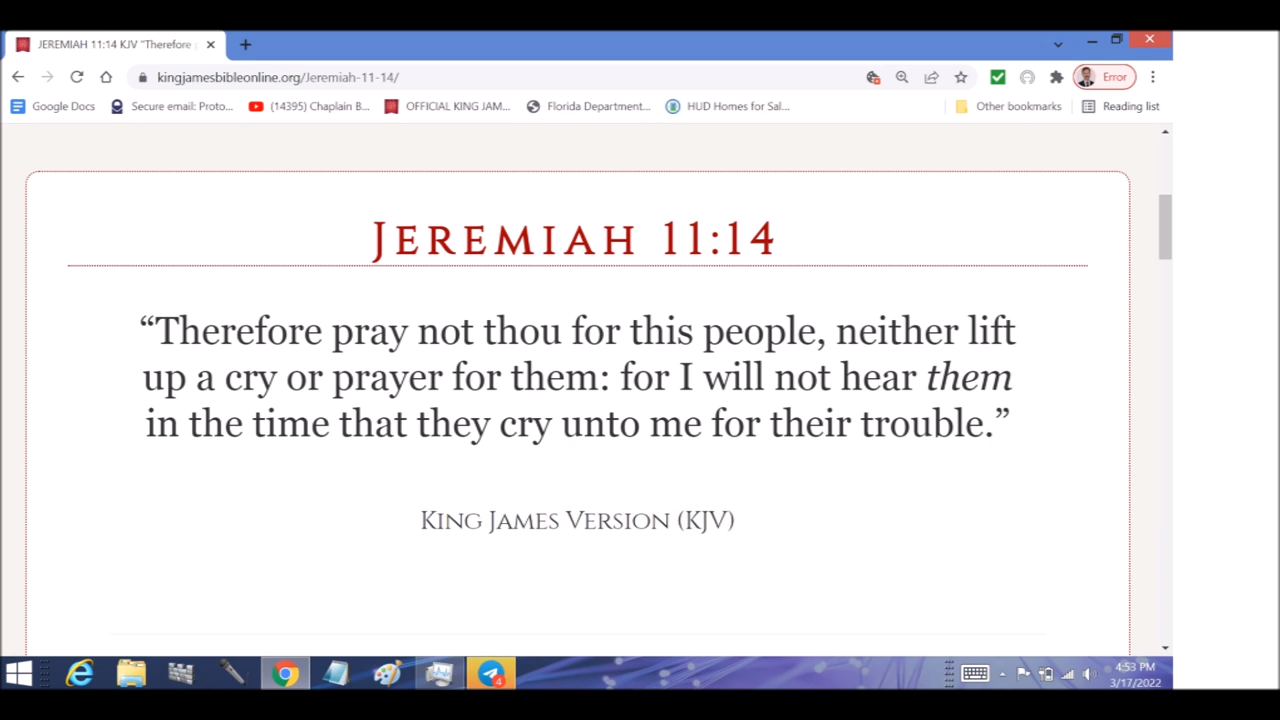 JEREMIAH 11:14 KJV "Therefore
kingjamesbibleonline.org/Jeremiah-11-14/
Error
Google Docs
Secure email: Proto...
(14395) Chaplain B...
OFFICIAL KING JAM...
Florida Department...
HUD Homes for Sal...
Other bookmarks
Reading list
JEREMIAH 11:14
“Therefore pray not thou for this people, neither lift
up a cry or prayer for them: for I will not hear them
in the time that they cry unto me for their trouble.”
KING JAMES VERSION (KJV)
4
4:53 PM
3/17/2022